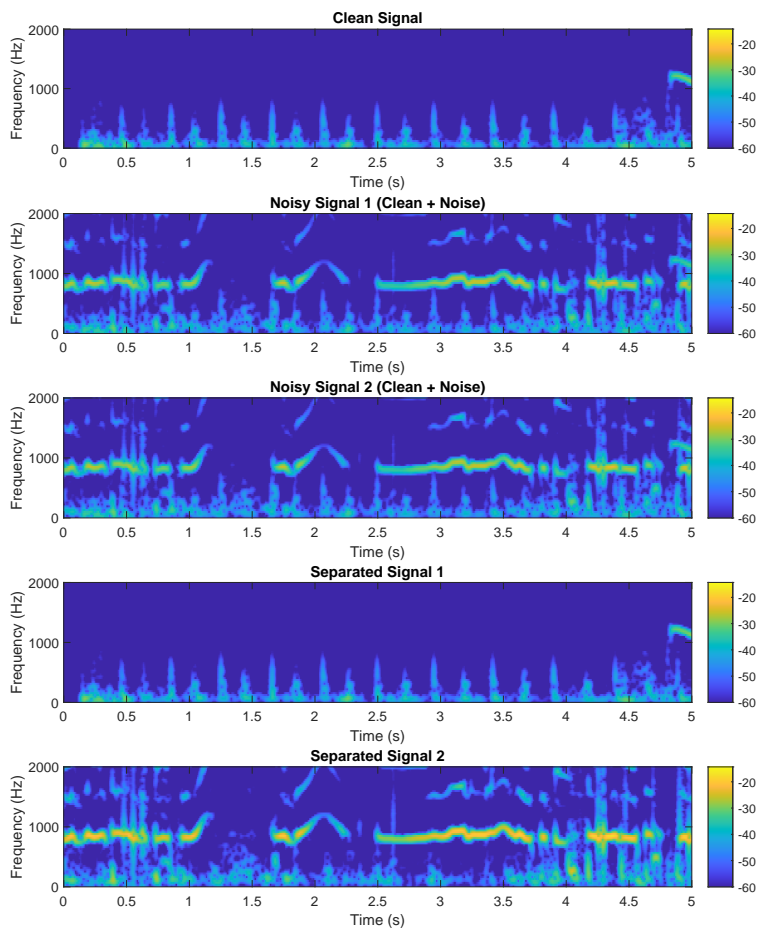 Clean Signal
2000
1000
0
Frequency (Hz)
0 0.5 1 1.5 2 2.5 3 3.5 4 4.5 5
Time (s)
-20
-30
-40
-50
-60
Noisy Signal 1 (Clean + Noise)
2000
1000
0
Frequency (Hz)
0 0.5 1 1.5 2 2.5 3 3.5 4 4.5 5
Time (s)
-20
-30
-40
-50
-60
Noisy Signal 2 (Clean + Noise)
2000
1000
0
Frequency (Hz)
0 0.5 1 1.5 2 2.5 3 3.5 4 4.5 5
Time (s)
-20
-30
-40
-50
-60
Separated Signal 1
2000
1000
0
Frequency (Hz)
0 0.5 1 1.5 2 2.5 3 3.5 4 4.5 5
Time (s)
-20
-30
-40
-50
-60
Separated Signal 2
2000
1000
0
Frequency (Hz)
0 0.5 1 1.5 2 2.5 3 3.5 4 4.5 5
Time (s)
-20
-30
-40
-50
-60